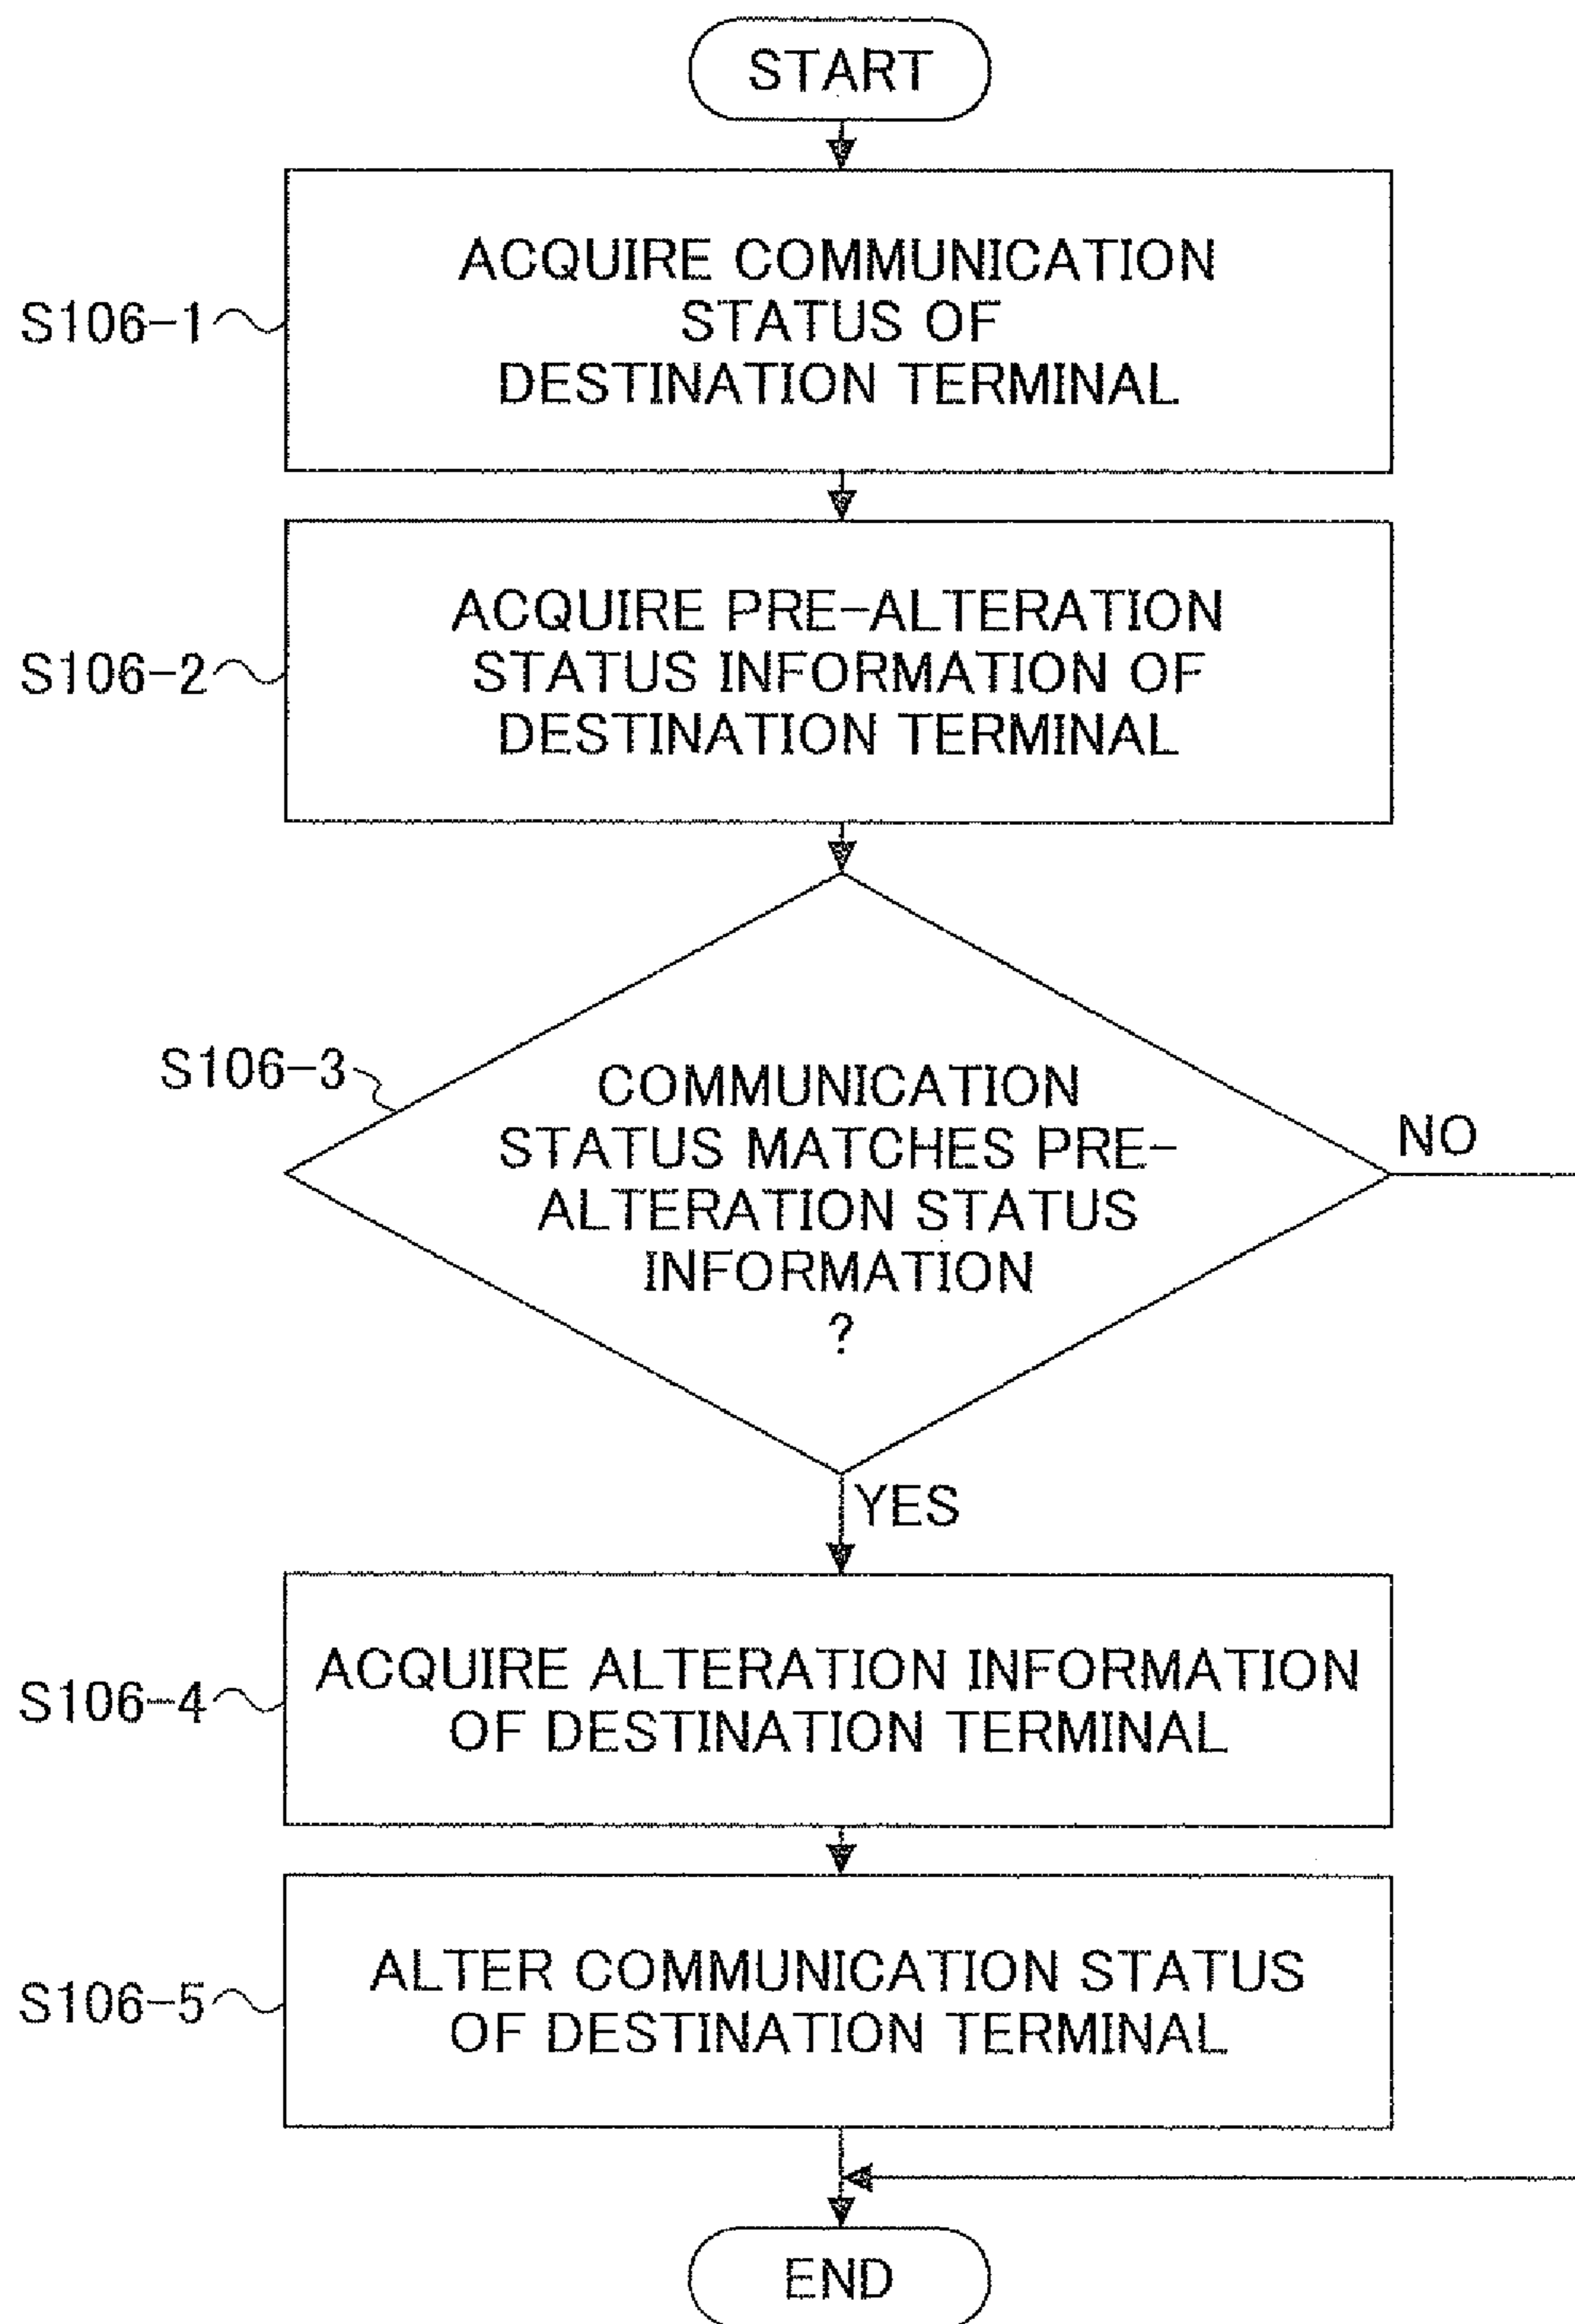 START
S106-1
ACQUIRE COMMUNICATION
STATUS OF
DESTINATION TERMINAL
S106-2
ACQUIRE PRE-ALTERATION
STATUS INFORMATION OF
DESTINATION TERMINAL
S106-3
COMMUNICATION
STATUS MATCHES PRE-
ALTERATION STATUS
INFORMATION
?
NO
YES
S106-4
ACQUIRE ALTERATION INFORMATION
OF DESTINATION TERMINAL
S106-5
ALTER COMMUNICATION STATUS
OF DESTINATION TERMINAL
END